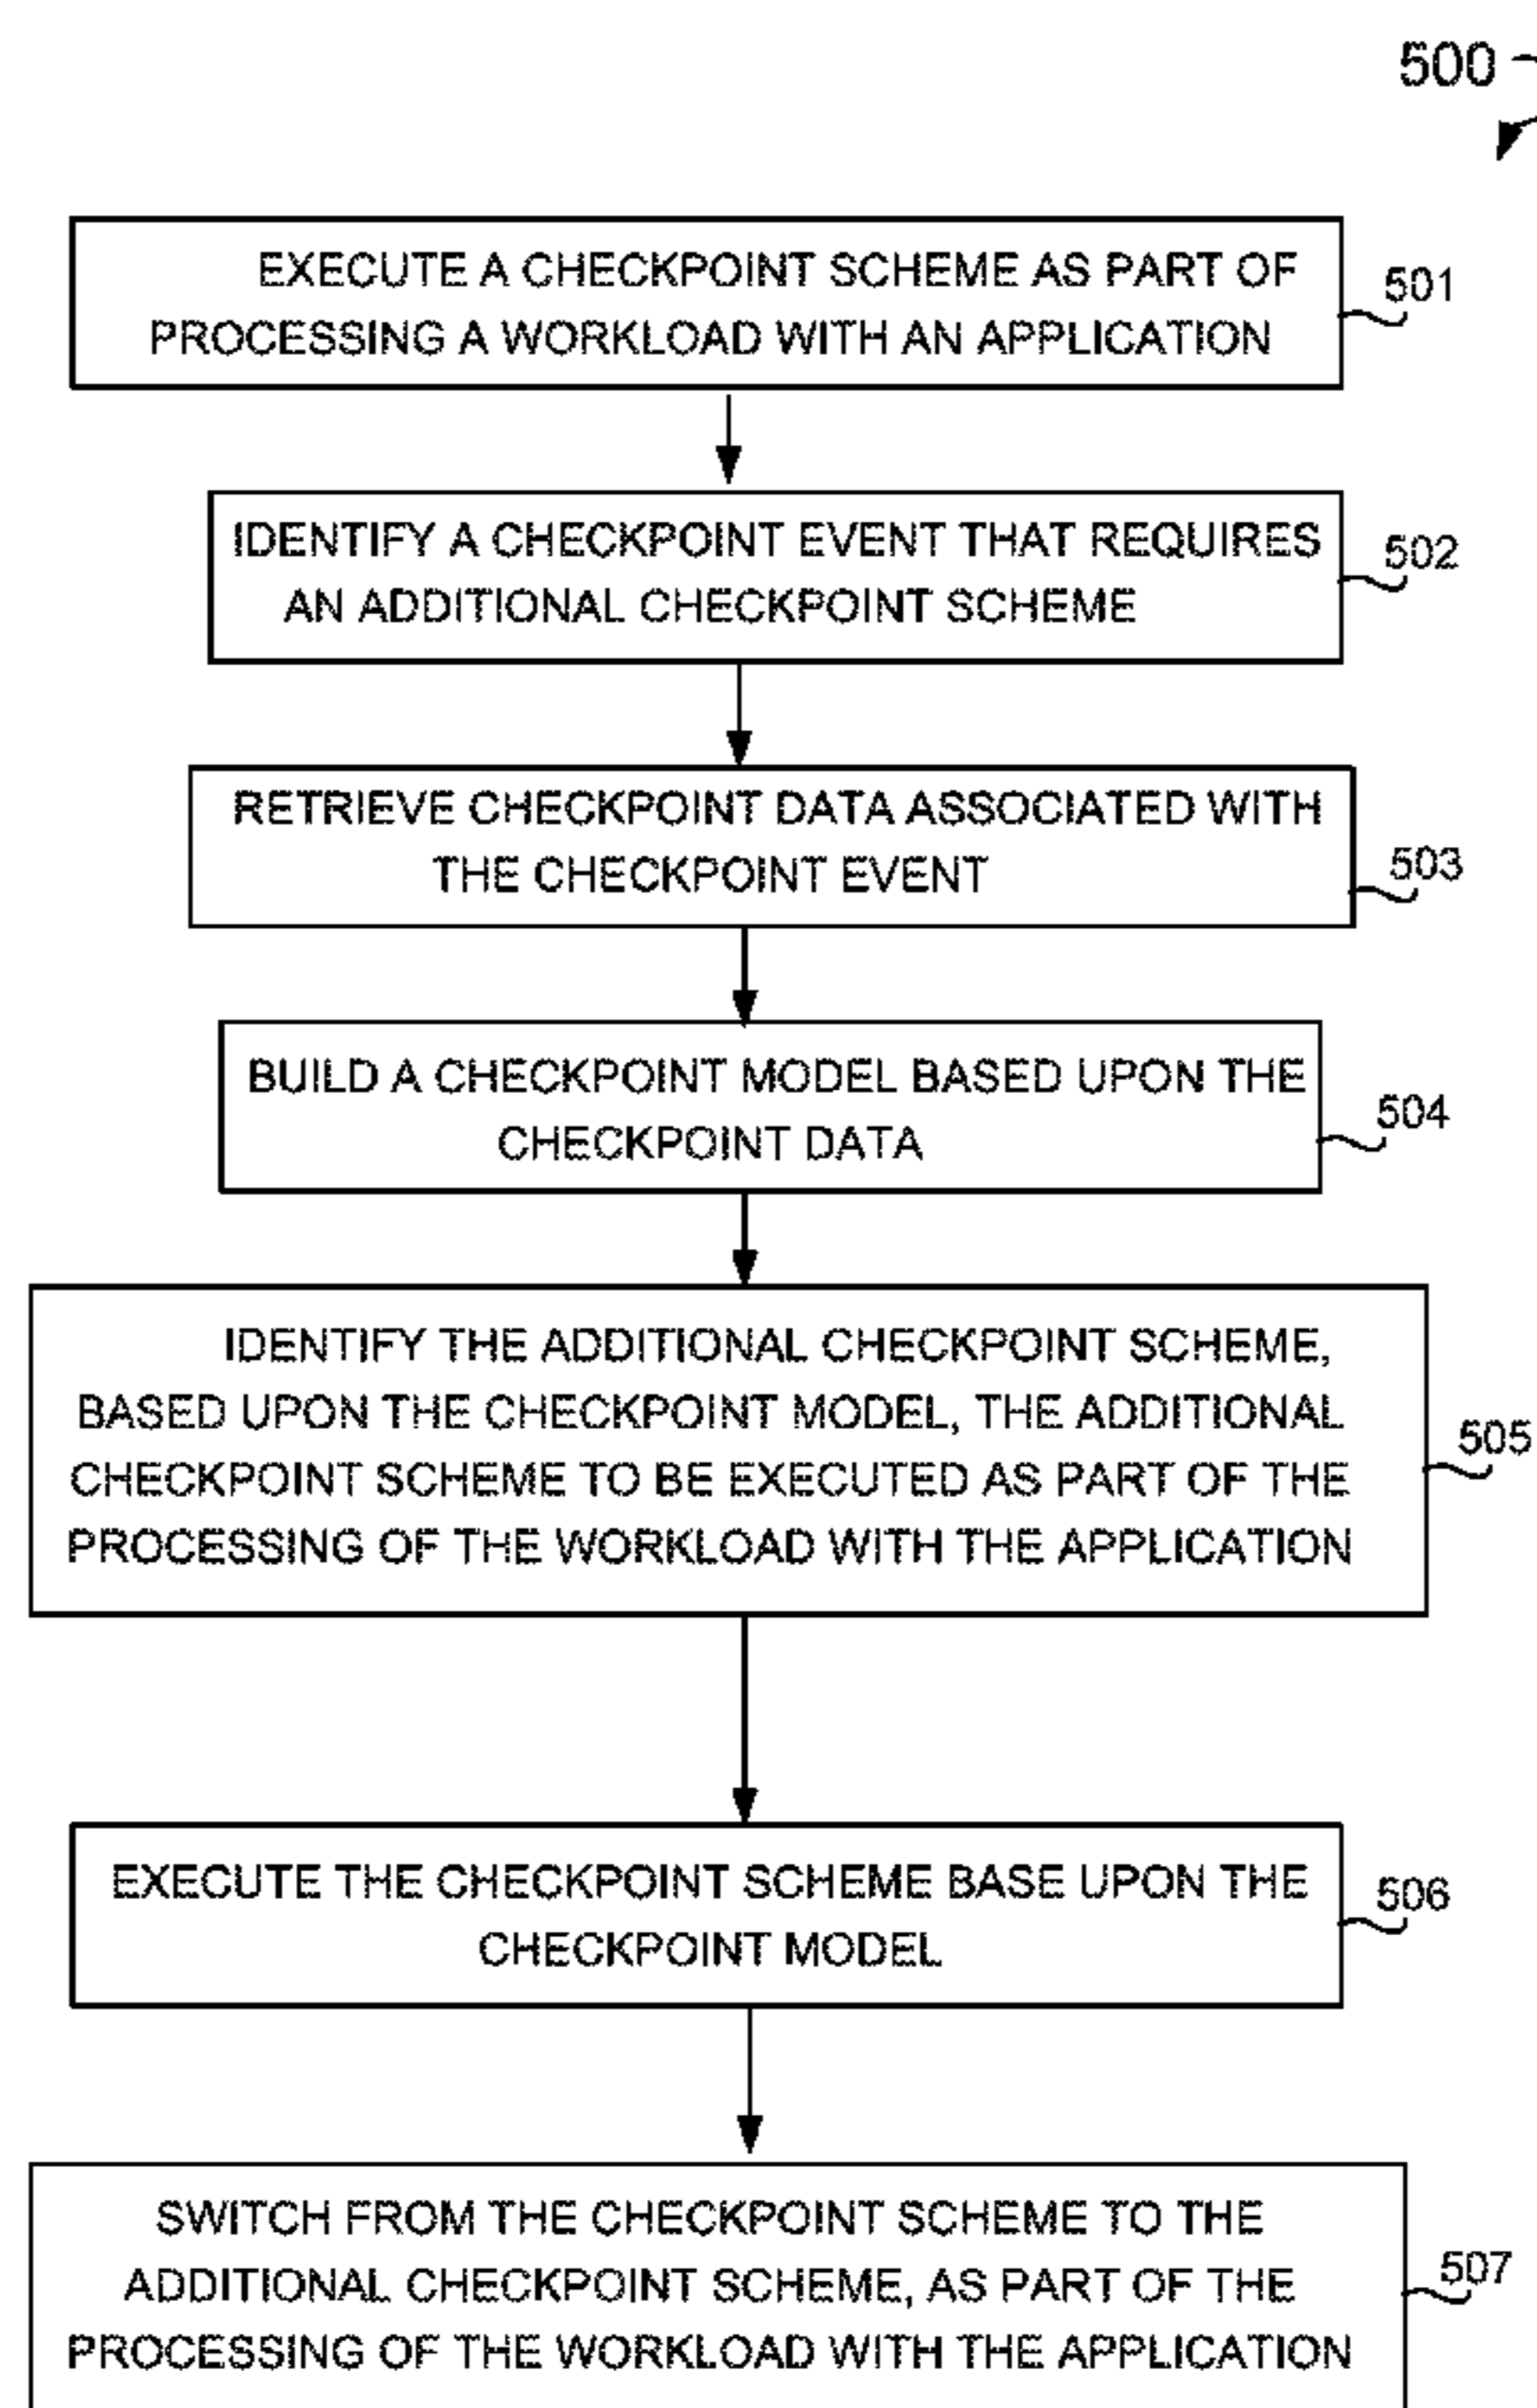 500
EXECUTE A CHECKPOINT SCHEME AS PART OF
PROCESSING A WORKLOAD WITH AN APPLICATION
501
IDENTIFY A CHECKPOINT EVENT THAT REQUIRES
AN ADDITIONAL CHECKPOINT SCHEME
502
RETRIEVE CHECKPOINT DATA ASSOCIATED WITH
THE CHECKPOINT EVENT
503
BUILD A CHECKPOINT MODEL BASED UPON THE
CHECKPOINT DATA
504
IDENTIFY THE ADDITIONAL CHECKPOINT SCHEME,
BASED UPON THE CHECKPOINT MODEL, THE ADDITIONAL
CHECKPOINT SCHEME TO BE EXECUTED AS PART OF THE
PROCESSING OF THE WORKLOAD WITH THE APPLICATION
505
EXECUTE THE CHECKPOINT SCHEME BASE UPON THE
CHECKPOINT MODEL
506
SWITCH FROM THE CHECKPOINT SCHEME TO THE
ADDITIONAL CHECKPOINT SCHEME, AS PART OF THE
PROCESSING OF THE WORKLOAD WITH THE APPLICATION
507